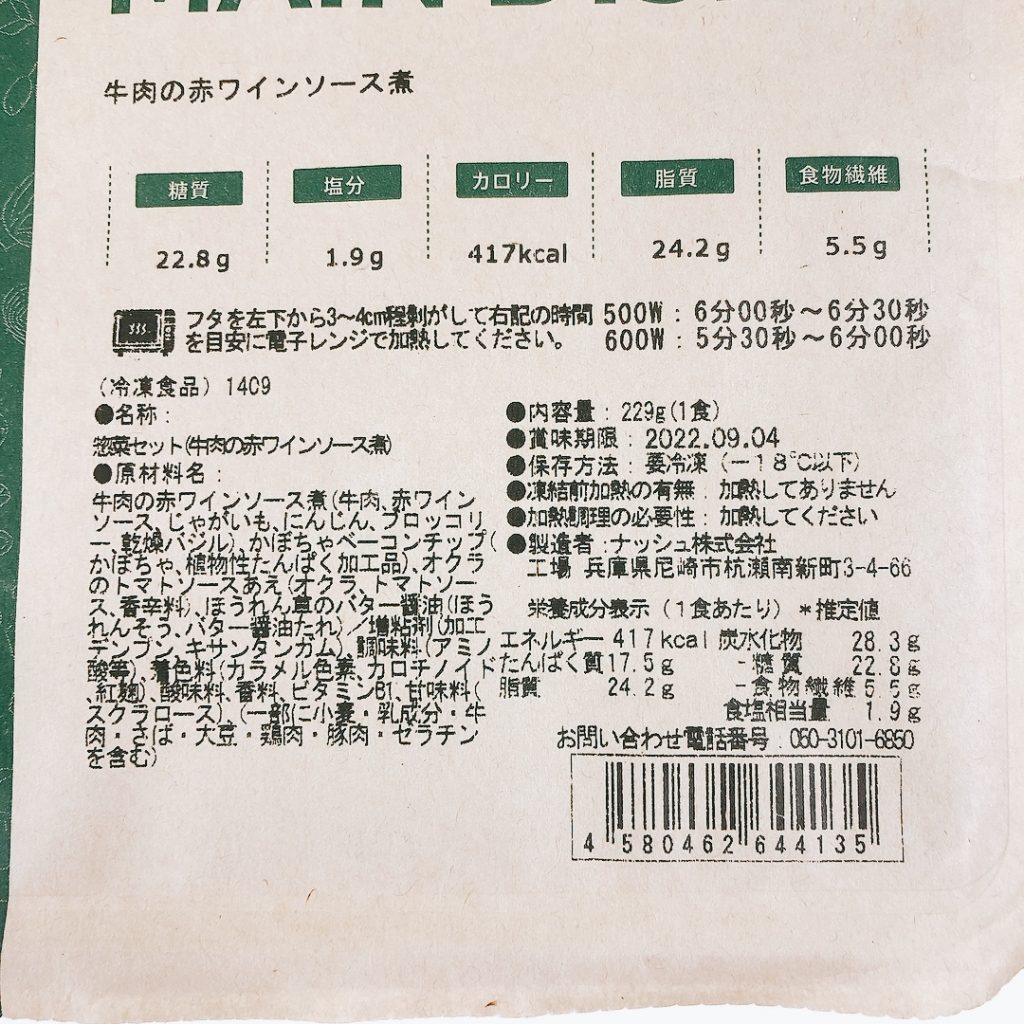 牛肉の赤ワインソース煮
糖質 塩分 カロリー 脂質 食物繊維
22.8g 1.9g 417kcal 24.2g 5.5g
フタを左下から3〜4cm程剝がして右記の時間
を目安に電子レンジで加熱してください。
500W : 6分00秒〜6分30秒
600W : 5分30秒〜6分00秒
(冷凍食品) 1409
●名称 :
惣菜セット(牛肉の赤ワインソース煮)
●原材料名 :
牛肉の赤ワインソース煮(牛肉、赤ワイン
ソース、じゃがいも、にんじん、ブロッコリ
ー、乾燥バジル)、かぼちゃベーコンチップ(
かぼちゃ、植物性たんぱく加工品)、オクラ
のトマトソースあえ(オクラ、トマトソー
ス、香辛料)、ほうれん草のバター醤油(ほう
れんそう、バター醤油たれ)／増粘剤(加工
デンプン、キサンタンガム)、調味料(アミノ
酸等)、着色料(カラメル色素、カロチノイド
、紅麹)、酸味料、香料、ビタミンB1、甘味料(
スクラロース)、(一部に小麦・乳成分・牛
肉・さば・大豆・鶏肉・豚肉・ゼラチン
を含む)
●内容量 : 229g(1食)
●賞味期限 : 2022.09.04
●保存方法 : 要冷凍 (−18℃以下)
●凍結前加熱の有無 : 加熱してありません
●加熱調理の必要性 : 加熱してください
●製造者 : ナッシュ株式会社
工場 兵庫県尼崎市杭瀬南新町3-4-66
栄養成分表示 (1食あたり) *推定値
エネルギー 417kcal 炭水化物 28.3g
たんぱく質 17.5g -糖質 22.8g
脂質 24.2g -食物繊維 5.5g
食塩相当量 1.9g
お問い合わせ電話番号 : 050-3101-6850
4 580462 644135